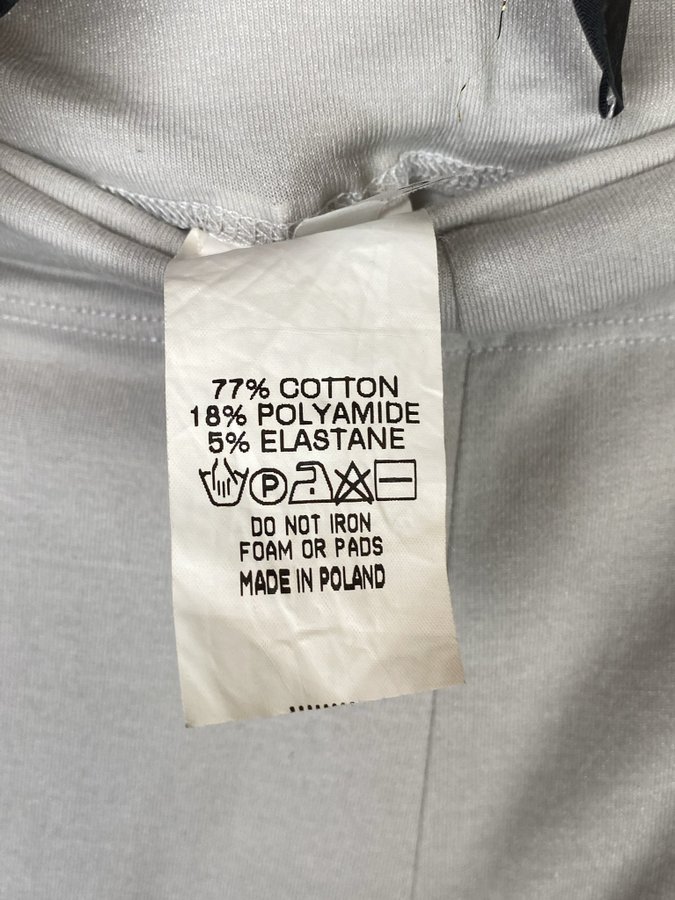 77% COTTON
18% POLYAMIDE
5% ELASTANE
P
DO NOT IRON
FOAM OR PADS
MADE IN POLAND